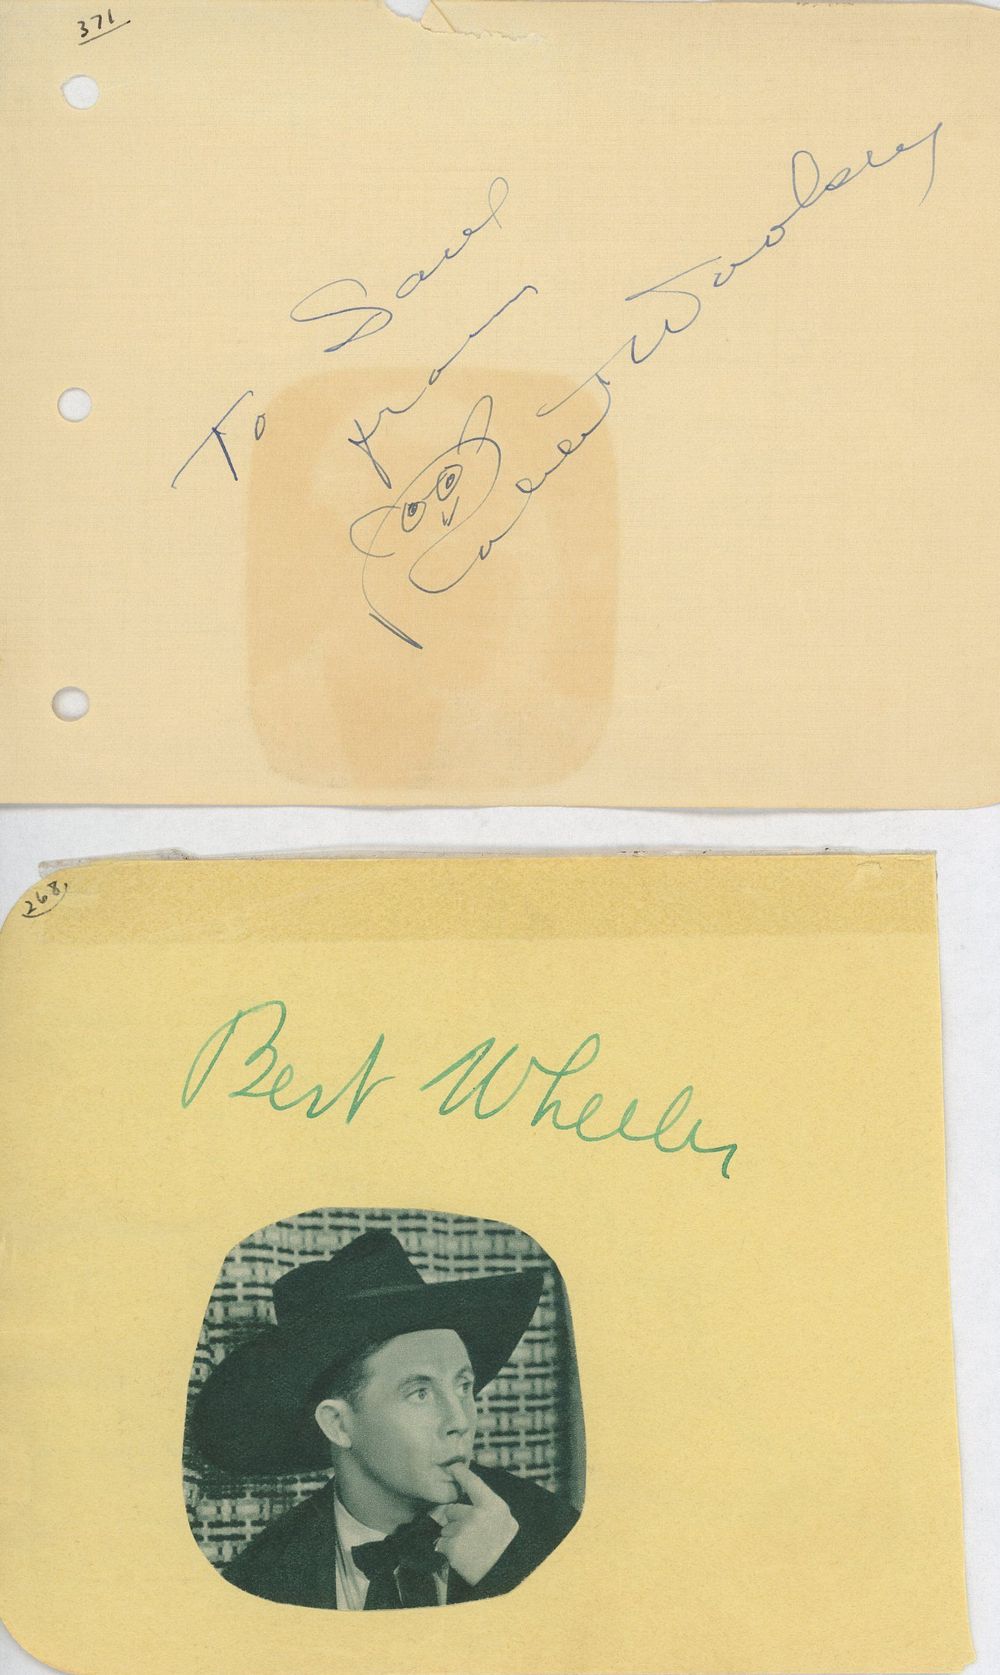 371
To Saul
from
Robert Woolsey
268
Bert Wheeler